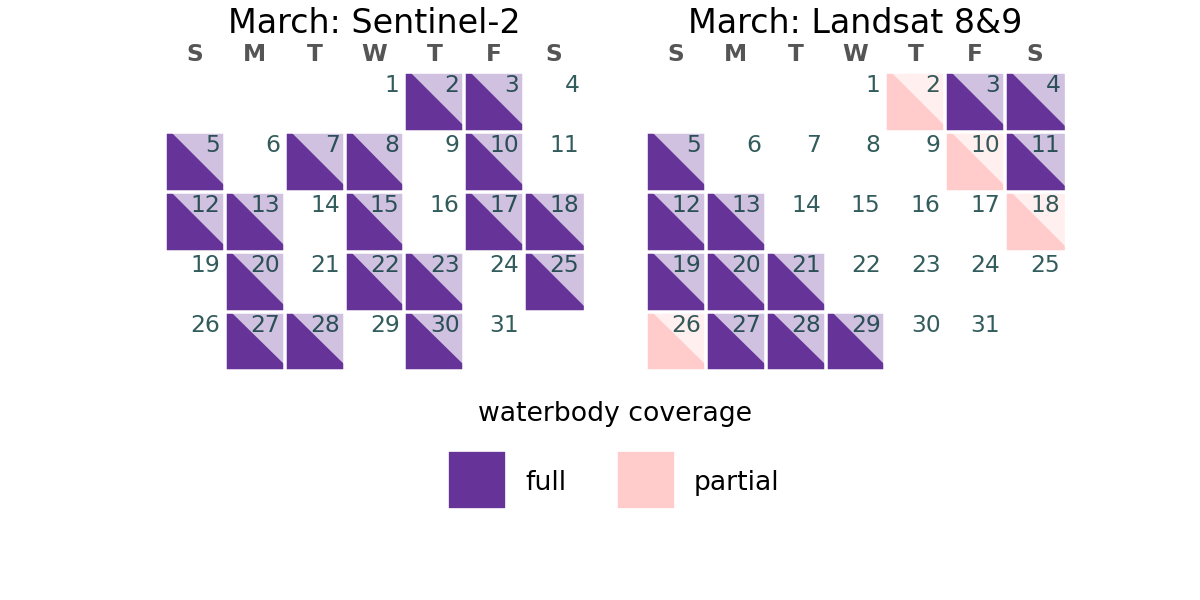 March: Sentinel-2
S M T W T F S
1 2 3 4
5 6 7 8 9 10 11
12 13 14 15 16 17 18
19 20 21 22 23 24 25
26 27 28 29 30 31
March: Landsat 8&9
S M T W T F S
1 2 3 4
5 6 7 8 9 10 11
12 13 14 15 16 17 18
19 20 21 22 23 24 25
26 27 28 29 30 31
waterbody coverage
full partial